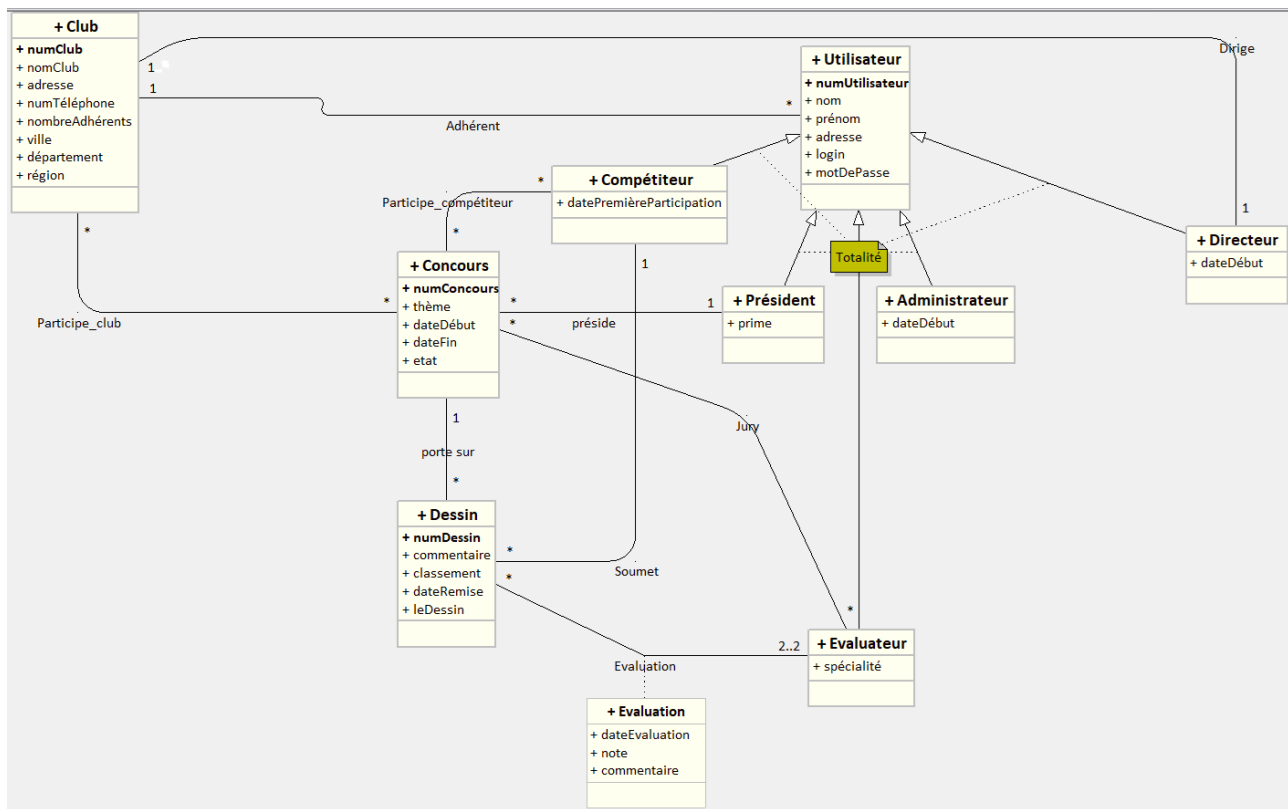 + Club
+ numClub
+ nomClub
+ adresse
+ numTéléphone
+ nombreAdhérents
+ ville
+ département
+ région
1
1
*
Dirige
+ Utilisateur
+ numUtilisateur
+ nom
+ prénom
+ adresse
+ login
+ motDePasse
*
Adhérent
+ Compétiteur
+ datePremièreParticipation
*
Participe_compétiteur
*
1
Totalité
1
+ Directeur
+ dateDébut
+ Concours
+ numConcours
+ thème
+ dateDébut
+ dateFin
+ etat
*
Participe_club
*
*
préside
1
+ Président
+ prime
+ Administrateur
+ dateDébut
1
porte sur
*
Jury
*
+ Dessin
+ numDessin
+ commentaire
+ classement
+ dateRemise
+ leDessin
*
Soumet
*
Evaluation
2..2
*
+ Evaluateur
+ spécialité
+ Evaluation
+ dateEvaluation
+ note
+ commentaire